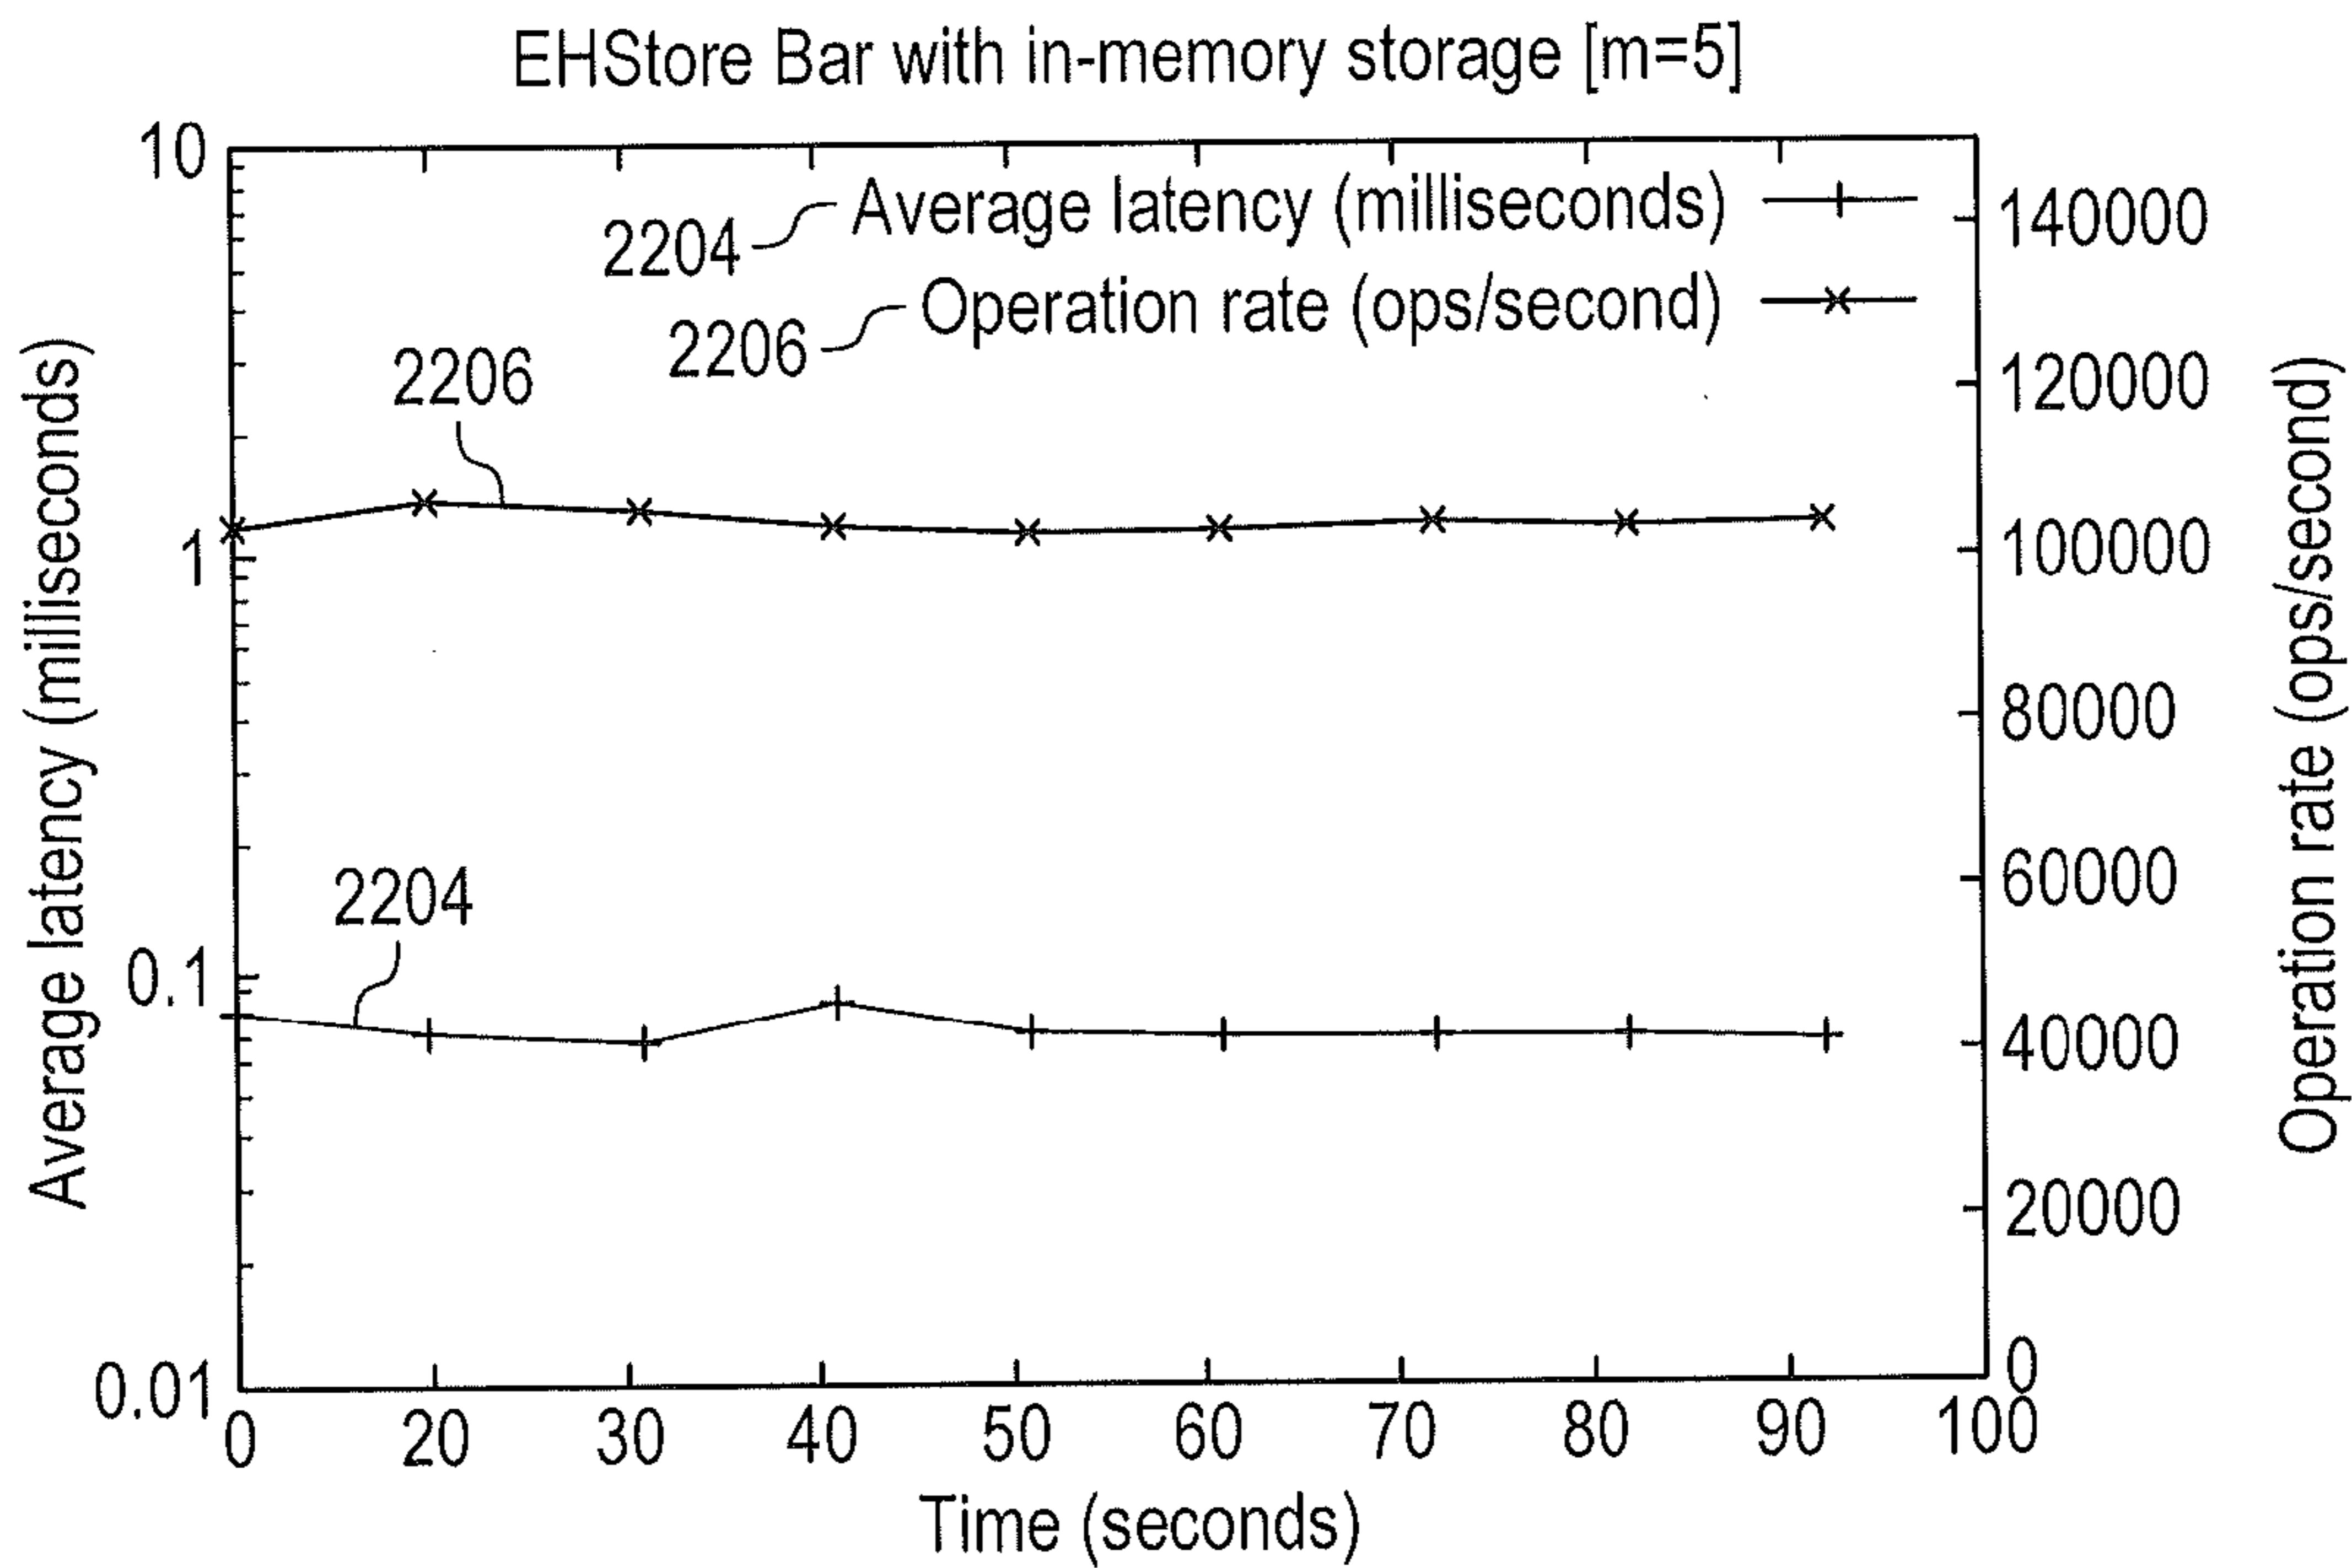 EHStore Bar with in-memory storage [m=5]
10
1
0.1
0.01
Average latency (milliseconds)
2204
Average latency (milliseconds)
2206
Operation rate (ops/second)
2206
2204
140000
120000
100000
80000
60000
40000
20000
0
Operation rate (ops/second)
0 20 30 40 50 60 70 80 90 100
Time (seconds)